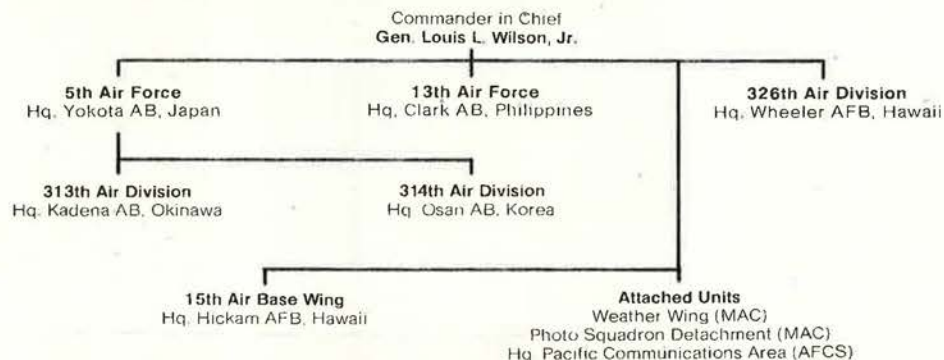 Commander in Chief
Gen. Louis L. Wilson, Jr.
5th Air Force
Hq. Yokota AB, Japan
13th Air Force
Hq, Clark AB, Philippines
326th Air Division
Hq. Wheeler AFB, Hawaii
313th Air Division
Hq. Kadena AB, Okinawa
314th Air Division
Hq. Osan AB, Korea
15th Air Base Wing
Hq. Hickam AFB, Hawaii
Attached Units
Weather Wing (MAC)
Photo Squadron Detachment (MAC)
Hq. Pacific Communications Area (AFCS)